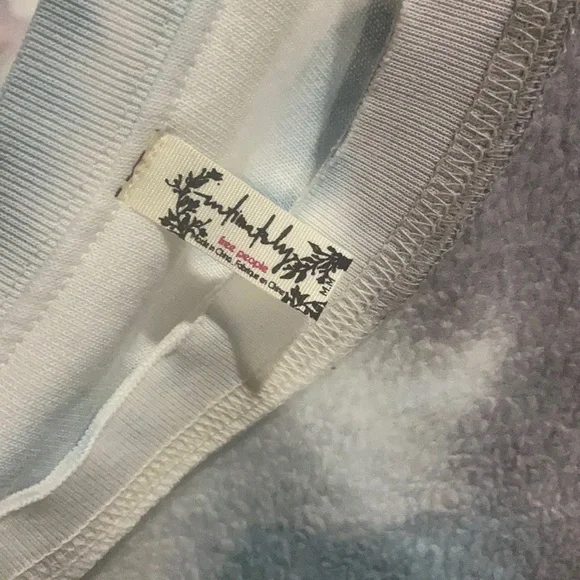 intimately
free people
Made in China. Fabriqué en Chine
M/M